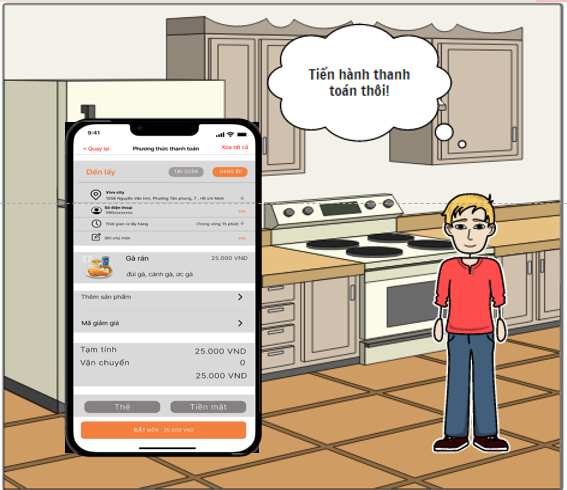 Tiến hành thanh
toán thôi!
9:41
< Quay lại Phương thức thanh toán Xóa tất cả
Đến lấy TẠI QUÁN MANG ĐI
Vivo city
1058 Nguyễn Văn linh, Phường Tân phong, 7 , Hồ chí Minh
Số điện thoại
090xxxxxxx
Thời gian có lấy hàng (Trong vòng 15 phút)
Ghi chú món
Gà rán 25.000 VND
đùi gà, cánh gà, ức gà
Thêm sản phẩm
Mã giảm giá
Tạm tính 25.000 VND
Vận chuyển 0
25.000 VND
Thẻ Tiền mặt
ĐẶT MÓN : 25.000 VND